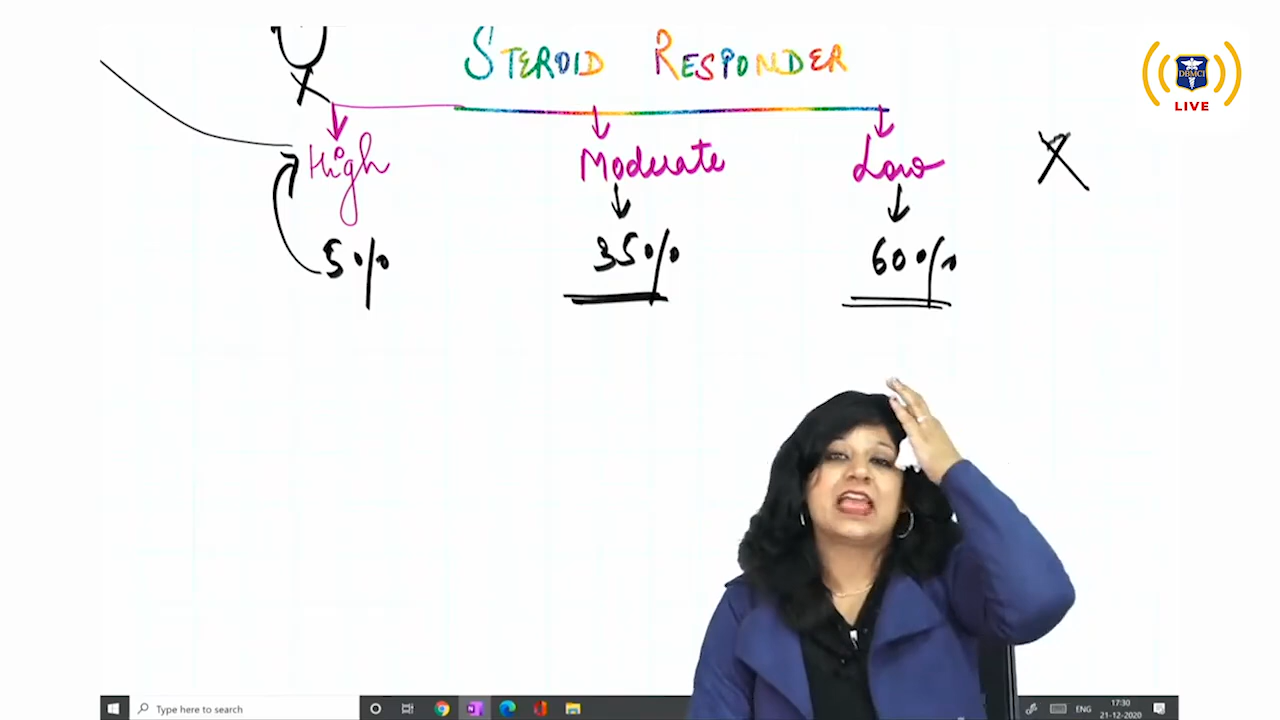 STEROID RESPONDER
DBMCI
LIVE
High
Moderate
Low
X
5%
35%
60%
Type here to search
ENG
17:30
21-12-2020